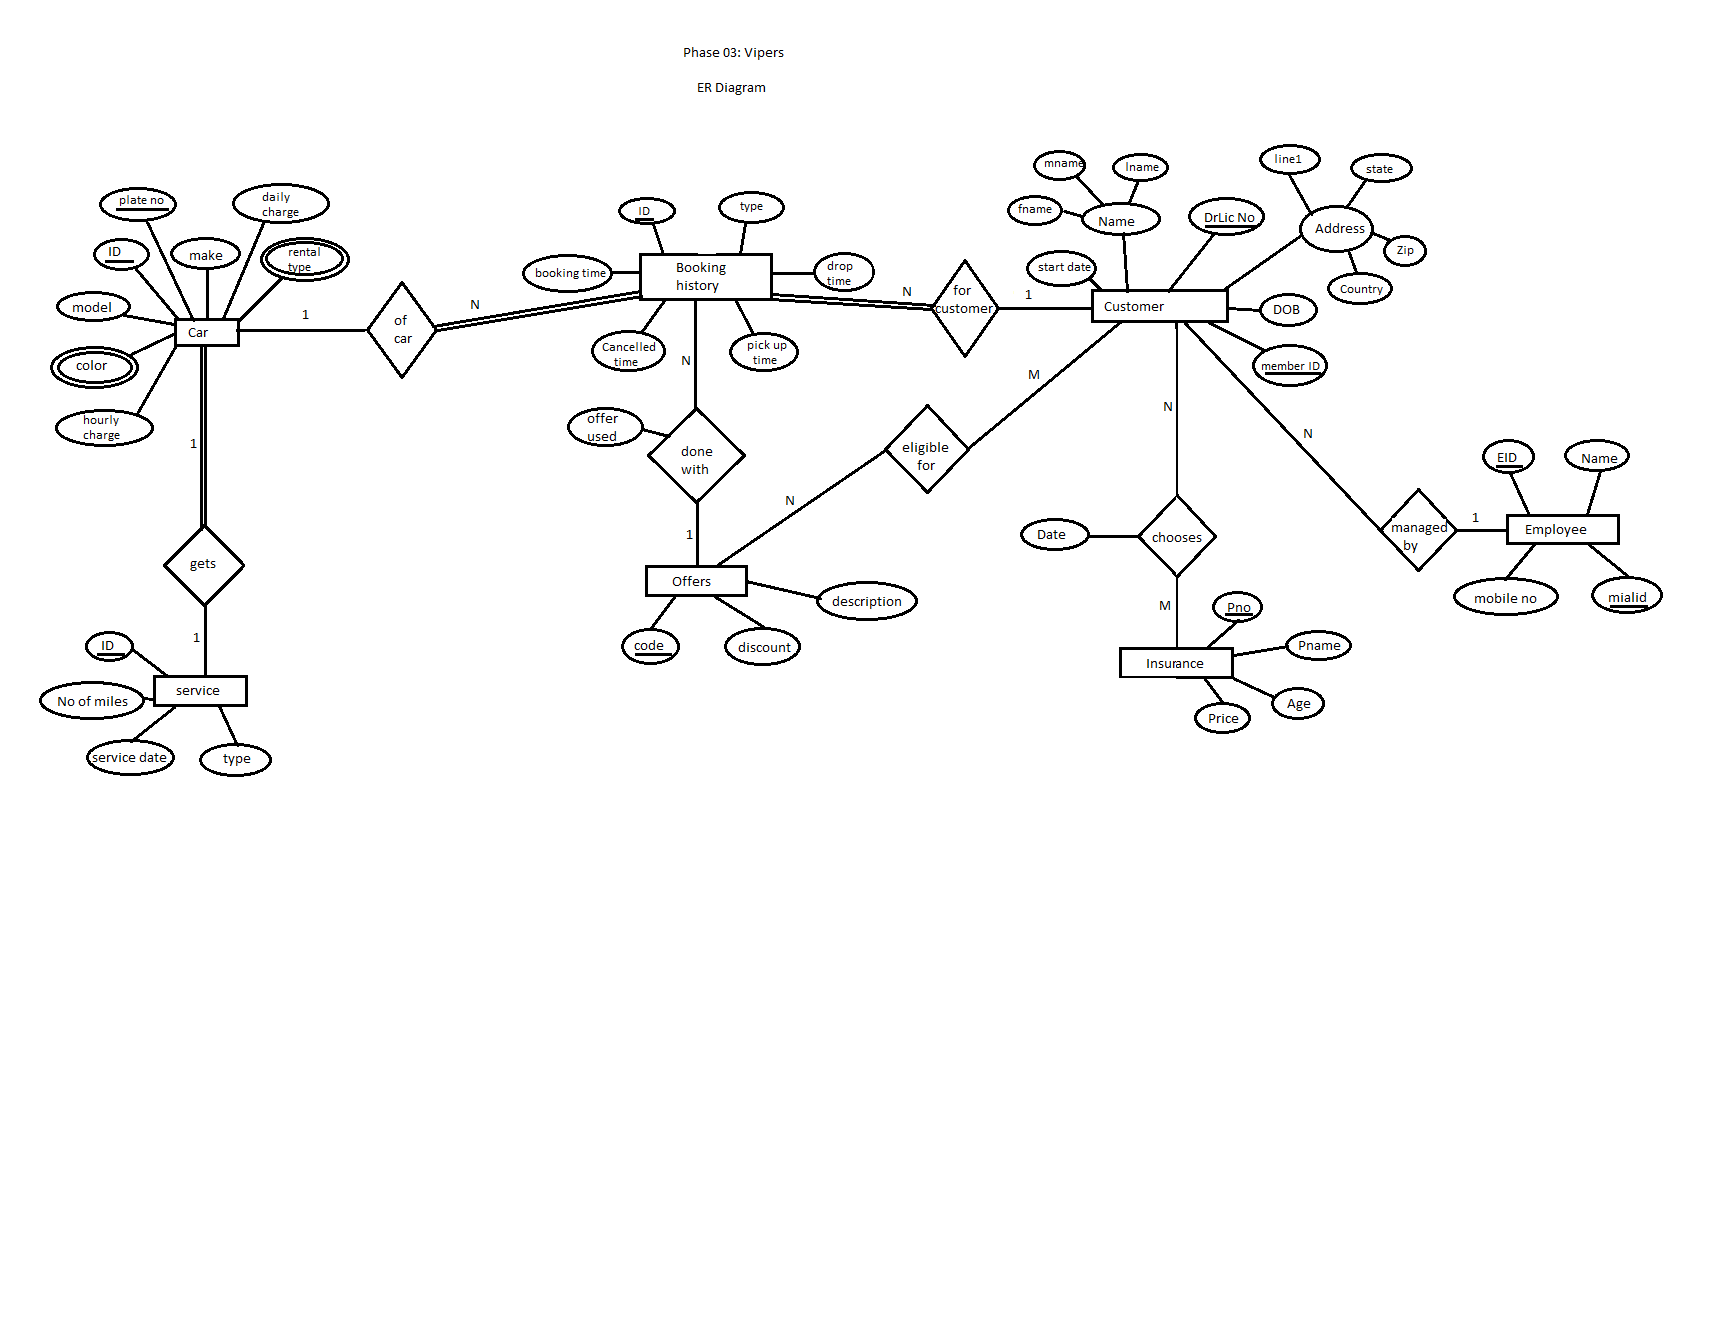 Phase 03: Vipers
ER Diagram
plate no
daily
charge
ID
make
rental
type
model
Car
color
hourly
charge
1
of
car
N
ID
type
booking time
Booking
history
drop
time
Cancelled
time
pick up
time
N
for
customer
1
mname
lname
fname
Name
DrLic No
line1
state
Address
Zip
Country
start date
Customer
DOB
member ID
N
offer
used
done
with
1
M
eligible
for
N
N
Date
chooses
M
N
managed
by
1
EID
Name
Employee
mobile no
mialid
1
gets
1
ID
service
No of miles
service date
type
Offers
description
code
discount
Pno
Pname
Insurance
Age
Price